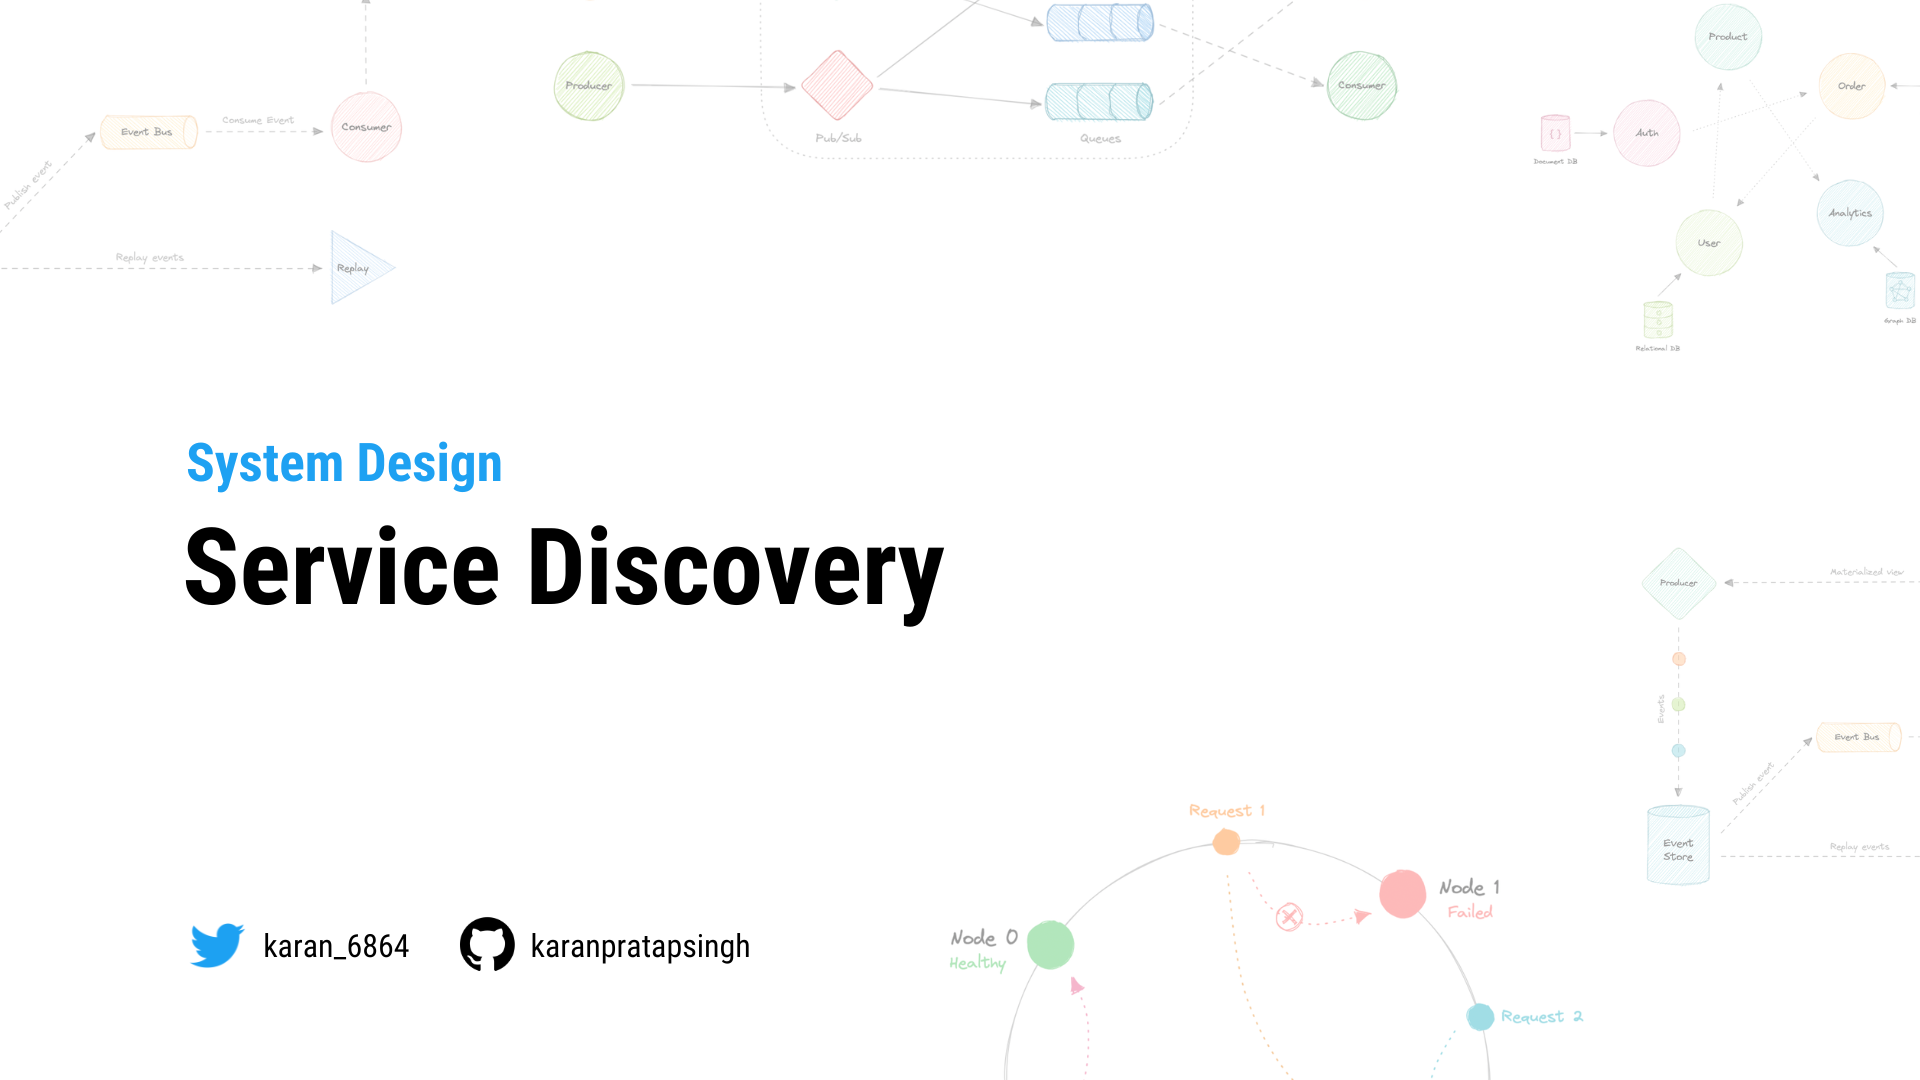 Publish event
Event Bus
Consume Event
Consumer
Replay events
Replay
Producer
Pub/Sub
Queues
Consumer
Product
Order
Document DB
{ }
Auth
Analytics
User
Graph DB
Relational DB
System Design
Service Discovery
Producer
Materialized view
Events
Publish event
Event Bus
Event
Store
Replay events
Request 1
Node 1
Failed
Node 0
Healthy
Request 2
karan_6864
karanpratapsingh